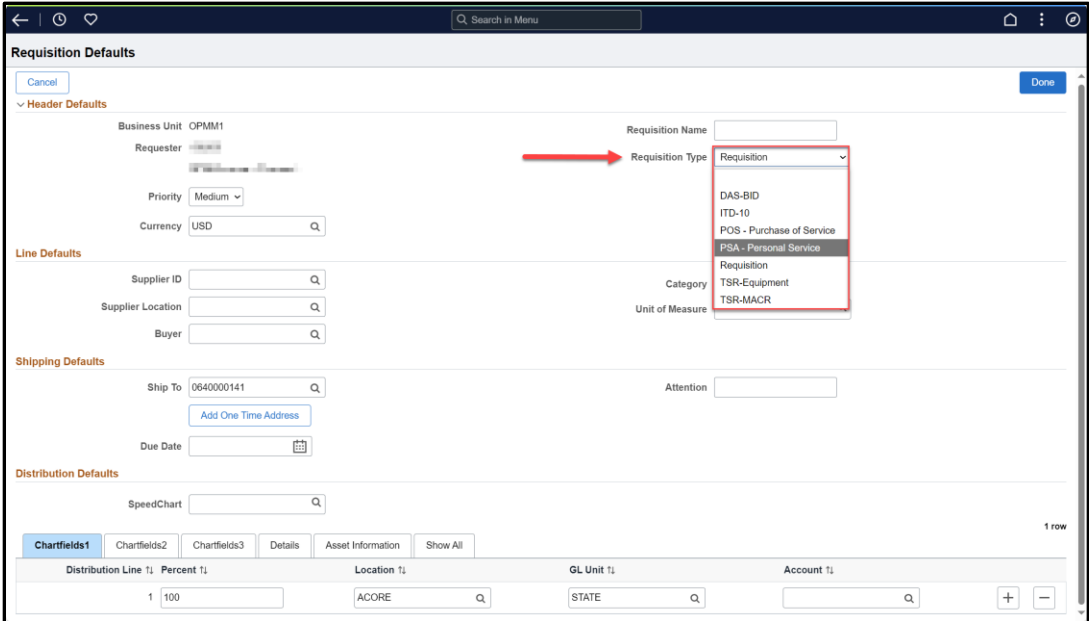 Search in Menu
Requisition Defaults
Cancel
Done
Header Defaults
Business Unit OPMM1
Requisition Name
Requester
Requisition Type Requisition
Priority Medium
DAS-BID
ITD-10
Currency USD
POS - Purchase of Service
PSA - Personal Service
Line Defaults
Requisition
Supplier ID
Category
TSR-Equipment
TSR-MACR
Supplier Location
Unit of Measure
Buyer
Shipping Defaults
Ship To 0640000141
Attention
Add One Time Address
Due Date
Distribution Defaults
SpeedChart
1 row
Chartfields1 Chartfields2 Chartfields3 Details Asset Information Show All
Distribution Line Percent Location GL Unit Account
1 100 ACORE STATE